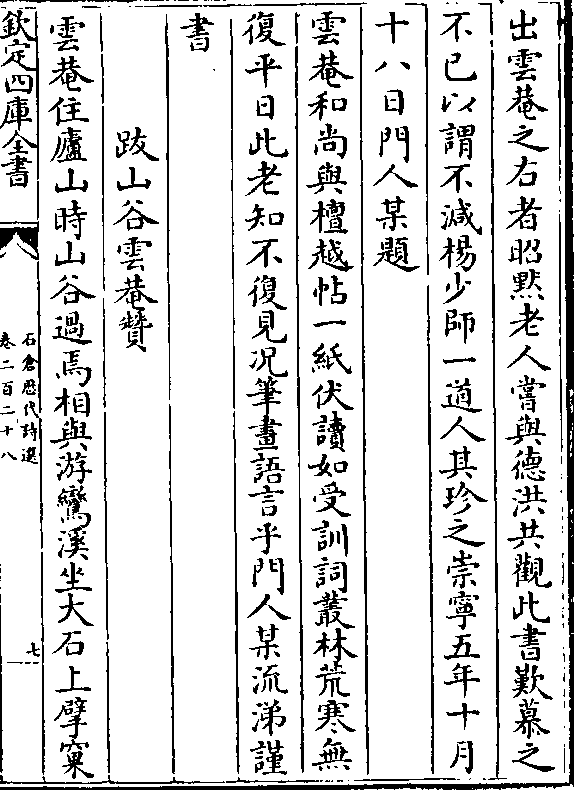 出雲菴之右者昭黙老人嘗與德洪共觀此書歎慕之
不已以謂不減楊少師一道人其珍之崇寧五年十月
十八日門人某題
雲菴和尚與檀越帖一紙伏讀如受訓詞叢林荒寒無
復平日此老知不復見况筆畫語言乎門人某流涕謹
書
跋山谷雲菴贊
雲菴住廬山時山谷過焉相與游鸞溪坐大石上擘窠
欽定四庫全書
石倉歴代詩選
卷二百二十八
七